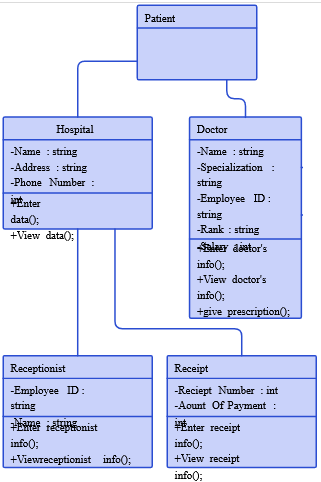 Patient
Hospital
-Name : string
-Address : string
-Phone Number :
int
+Enter
data();
+View data();
Doctor
-Name : string
-Specialization :
string
-Employee ID :
string
-Rank : string
-Salary : int
+Enter doctor's
info();
+View doctor's
info();
+give prescription();
Receptionist
-Employee ID :
string
-Name : string
+Enter receptionist
info();
+Viewreceptionist info();
Receipt
-Reciept Number : int
-Aount Of Payment :
int
+Enter receipt
info();
+View receipt
info();